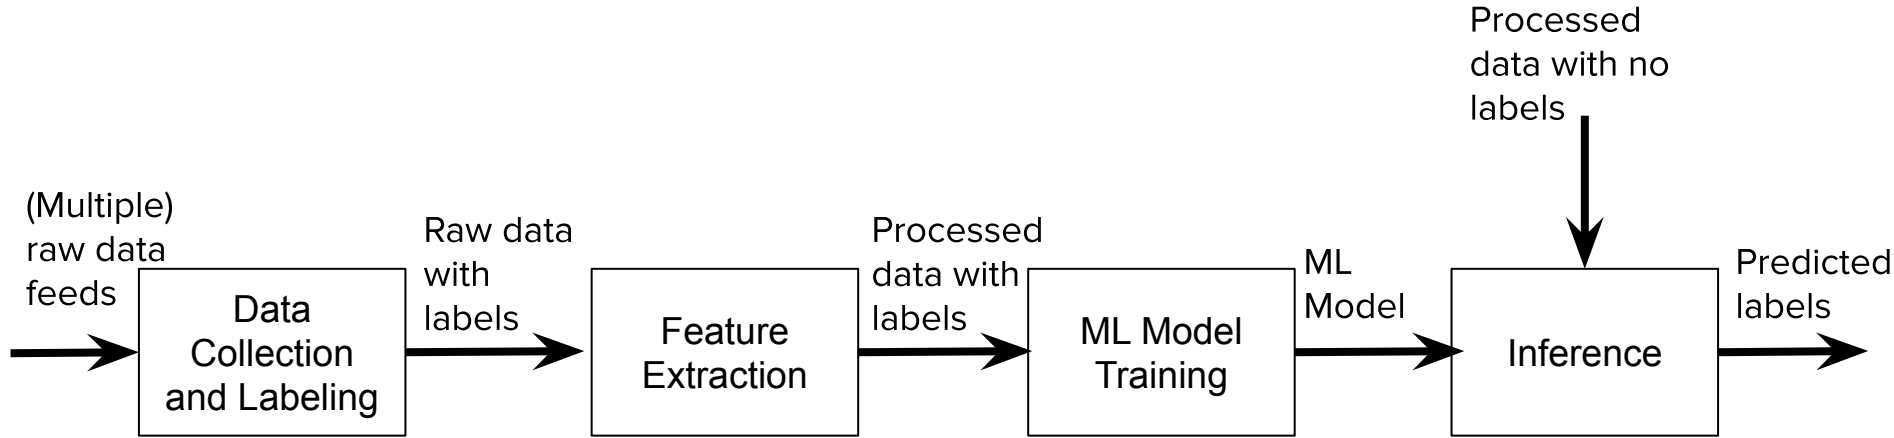 (Multiple)
raw data
feeds
Data
Collection
and Labeling
Raw data
with
labels
Feature
Extraction
Processed
data with
labels
ML Model
Training
ML
Model
Processed
data with no
labels
Inference
Predicted
labels